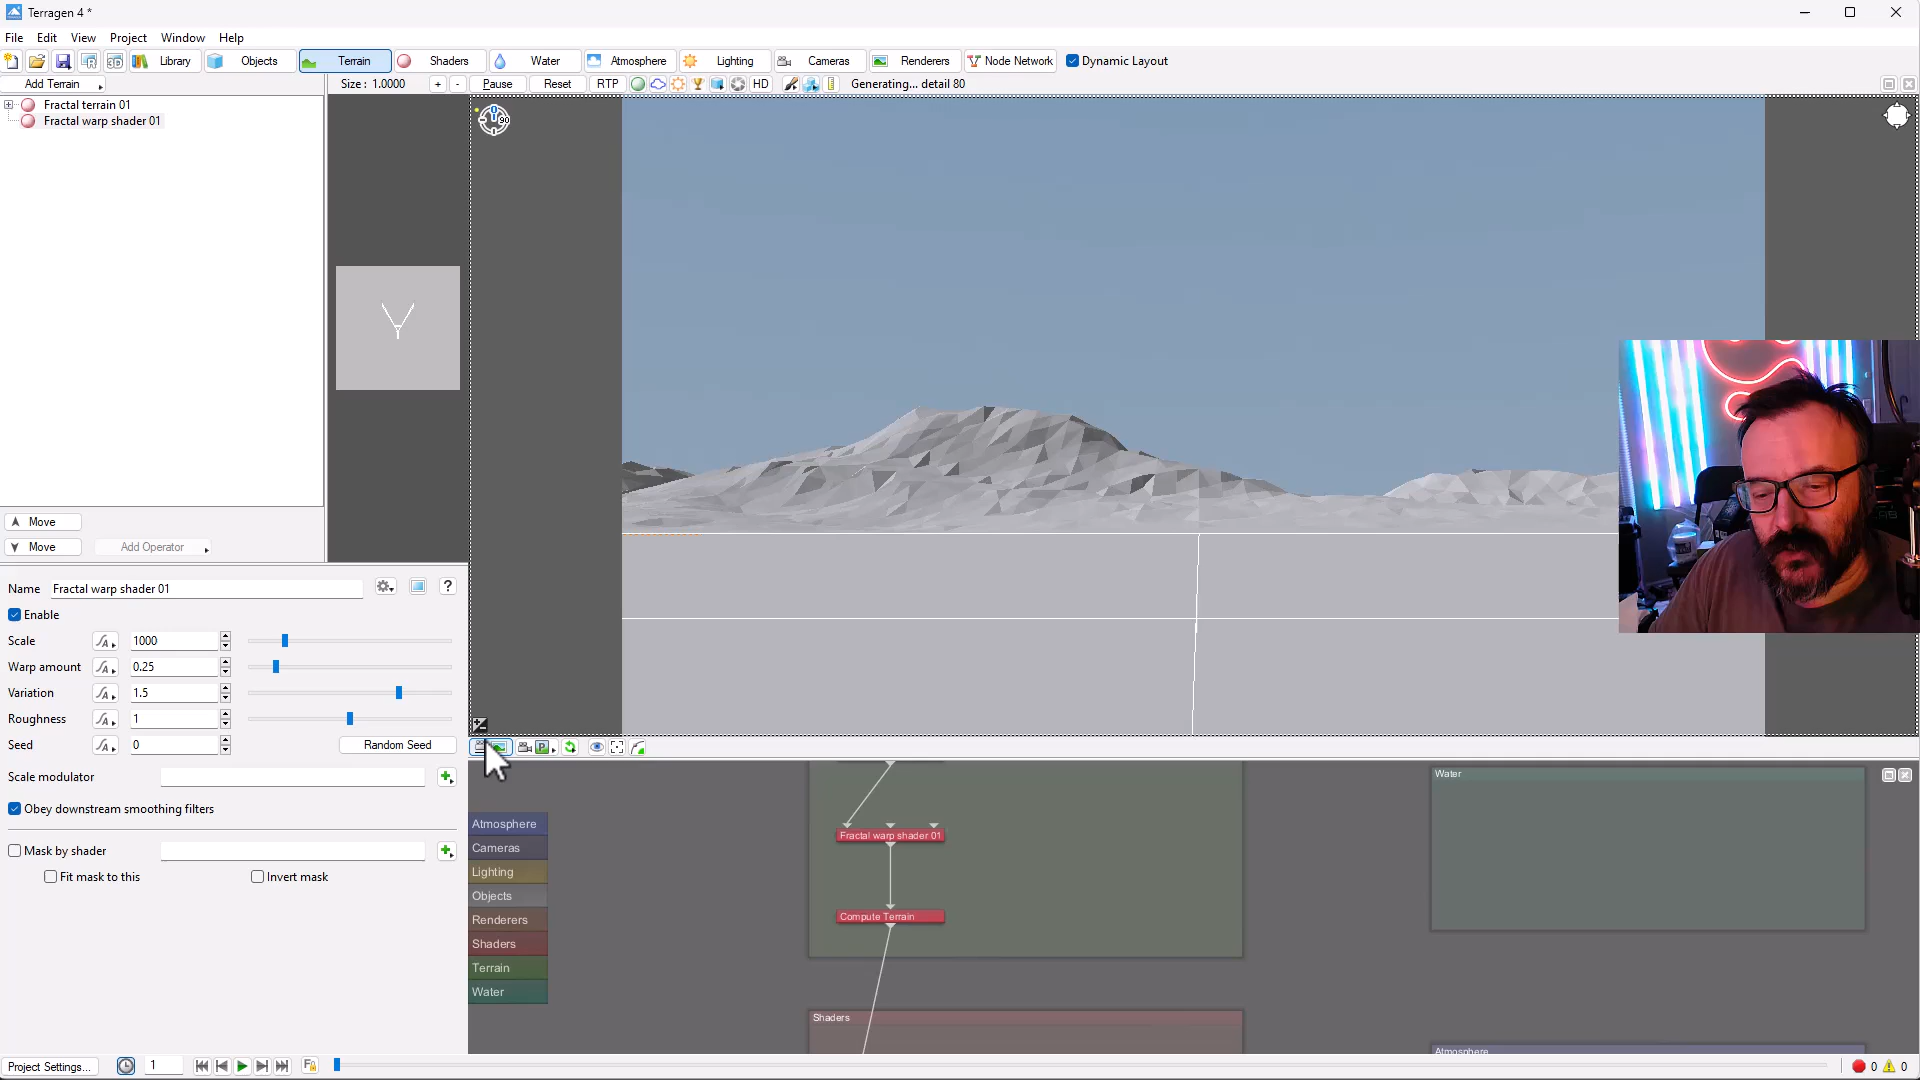 Terragen 4 *
File Edit View Project Window Help
Library Objects Terrain Shaders Water Atmosphere Lighting Cameras Renderers Node Network Dynamic Layout
Add Terrain Size : 1.0000 + - Pause Reset RTP HD Generating... detail 80
Fractal terrain 01
Fractal warp shader 01
90
Move
Move Add Operator
Name Fractal warp shader 01 ?
Enable
Scale 1000
Warp amount 0.25
Variation 1.5
Roughness 1
Seed 0 Random Seed
Scale modulator
Obey downstream smoothing filters
Mask by shader
Fit mask to this Invert mask
P
Water
Atmosphere
Cameras
Lighting
Objects
Renderers
Shaders
Terrain
Water
Fractal warp shader 01
Compute Terrain
Shaders
Atmosphere
Project Settings... 1 0 0